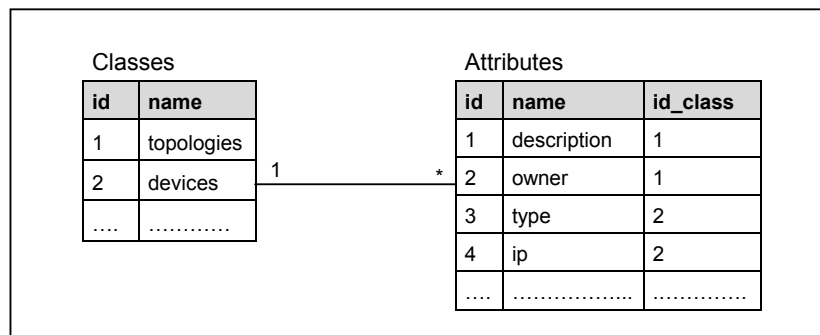 Classes
id name
1 topologies
2 devices
.... ............
1 *
Attributes
id name id_class
1 description 1
2 owner 1
3 type 2
4 ip 2
.... .................. ..............